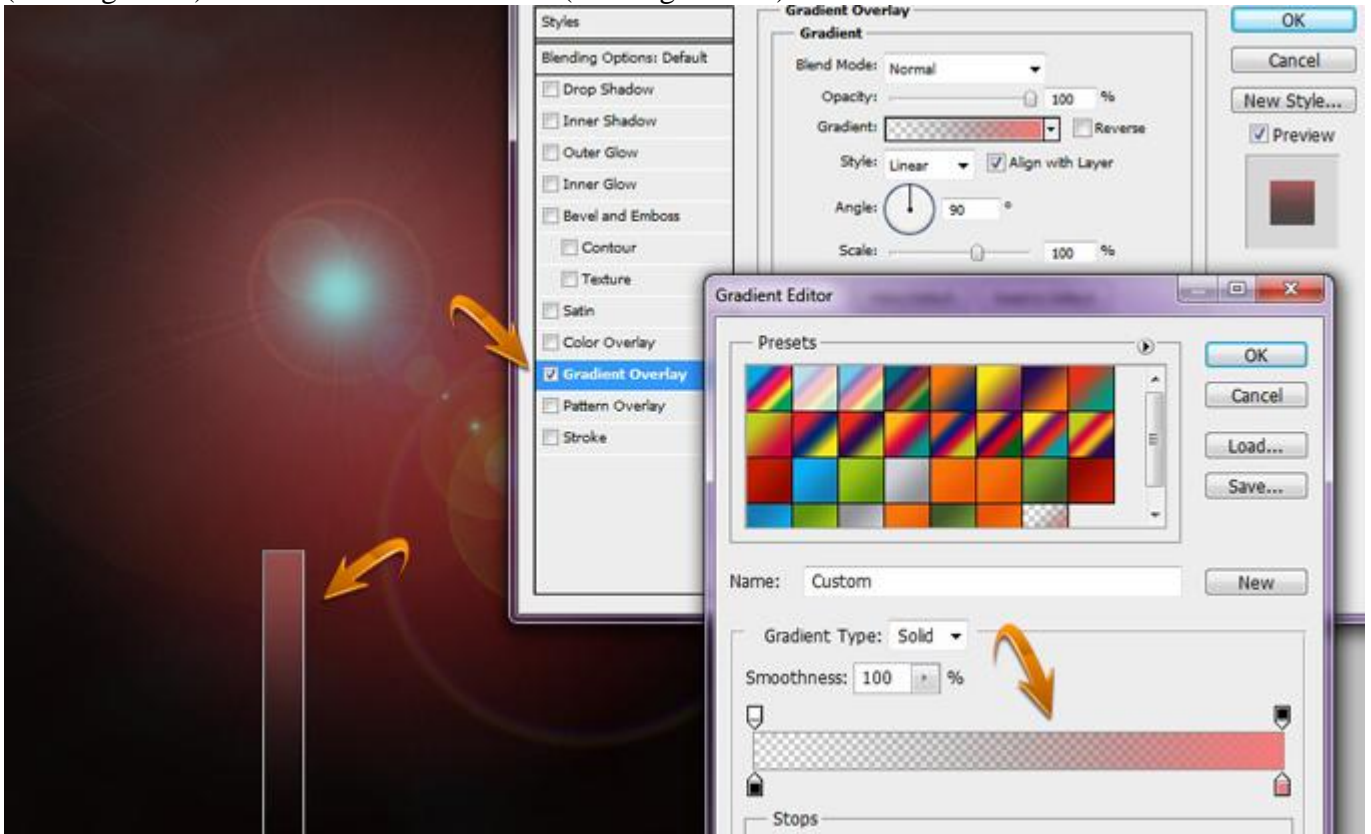 Styles
Blending Options: Default
Drop Shadow
Inner Shadow
Outer Glow
Inner Glow
Bevel and Emboss
Contour
Texture
Satin
Color Overlay
Gradient Overlay
Pattern Overlay
Stroke
Gradient Overlay
Gradient
Blend Mode: Normal
Opacity: 100 %
Gradient: Reverse
Style: Linear Align with Layer
Angle: 90 °
Scale: 100 %
OK
Cancel
New Style...
Preview
Gradient Editor
Presets
OK
Cancel
Load...
Save...
Name: Custom
New
Gradient Type: Solid
Smoothness: 100 %
Stops